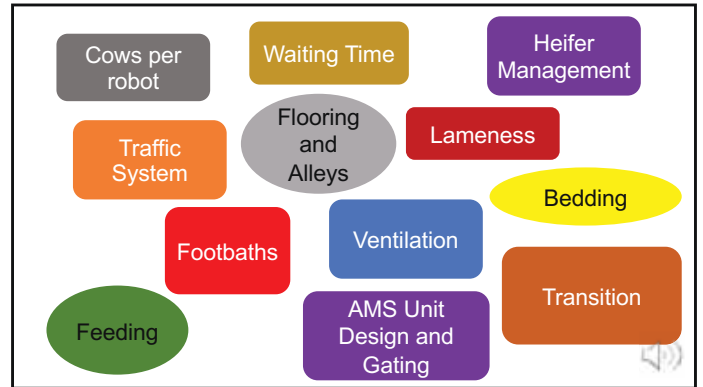 Cows per
robot
Waiting Time
Heifer
Management
Traffic
System
Flooring
and
Alleys
Lameness
Bedding
Footbaths
Ventilation
Transition
Feeding
AMS Unit
Design and
Gating